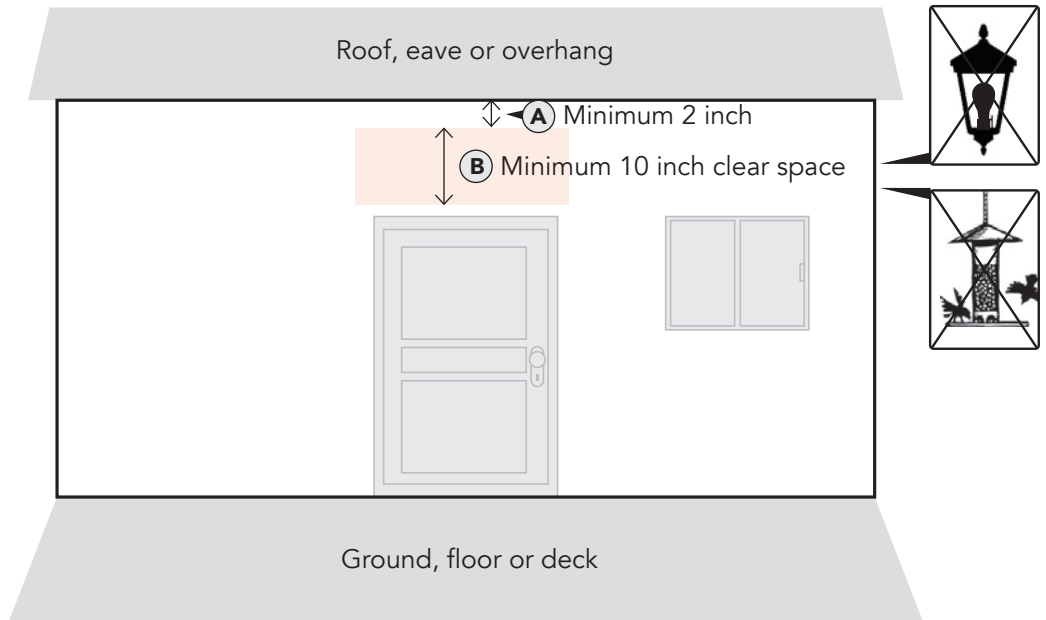 Roof, eave or overhang
A Minimum 2 inch
B Minimum 10 inch clear space
Ground, floor or deck